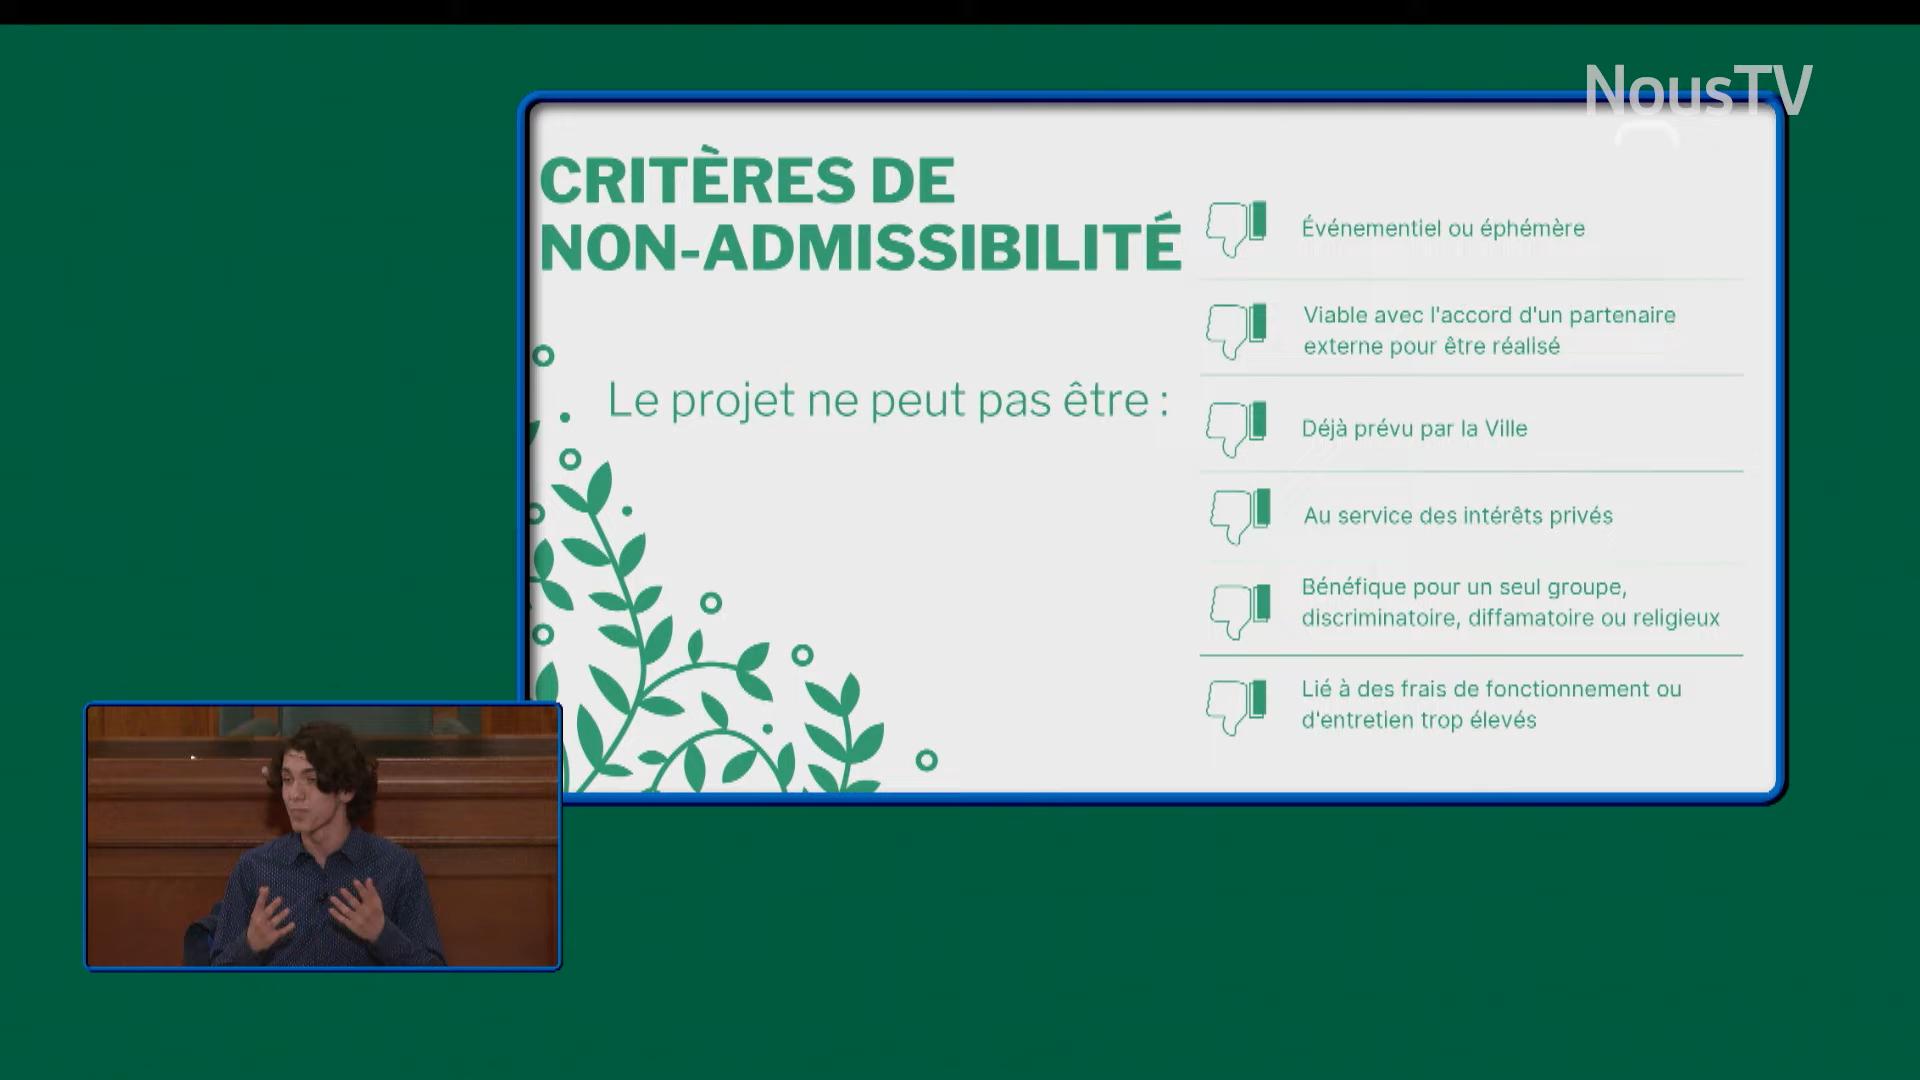 NousTV
CRITÈRES DE
NON-ADMISSIBILITÉ
Le projet ne peut pas être :
Événementiel ou éphémère
Viable avec l'accord d'un partenaire
externe pour être réalisé
Déjà prévu par la Ville
Au service des intérêts privés
Bénéfique pour un seul groupe,
discriminatoire, diffamatoire ou religieux
Lié à des frais de fonctionnement ou
d'entretien trop élevés